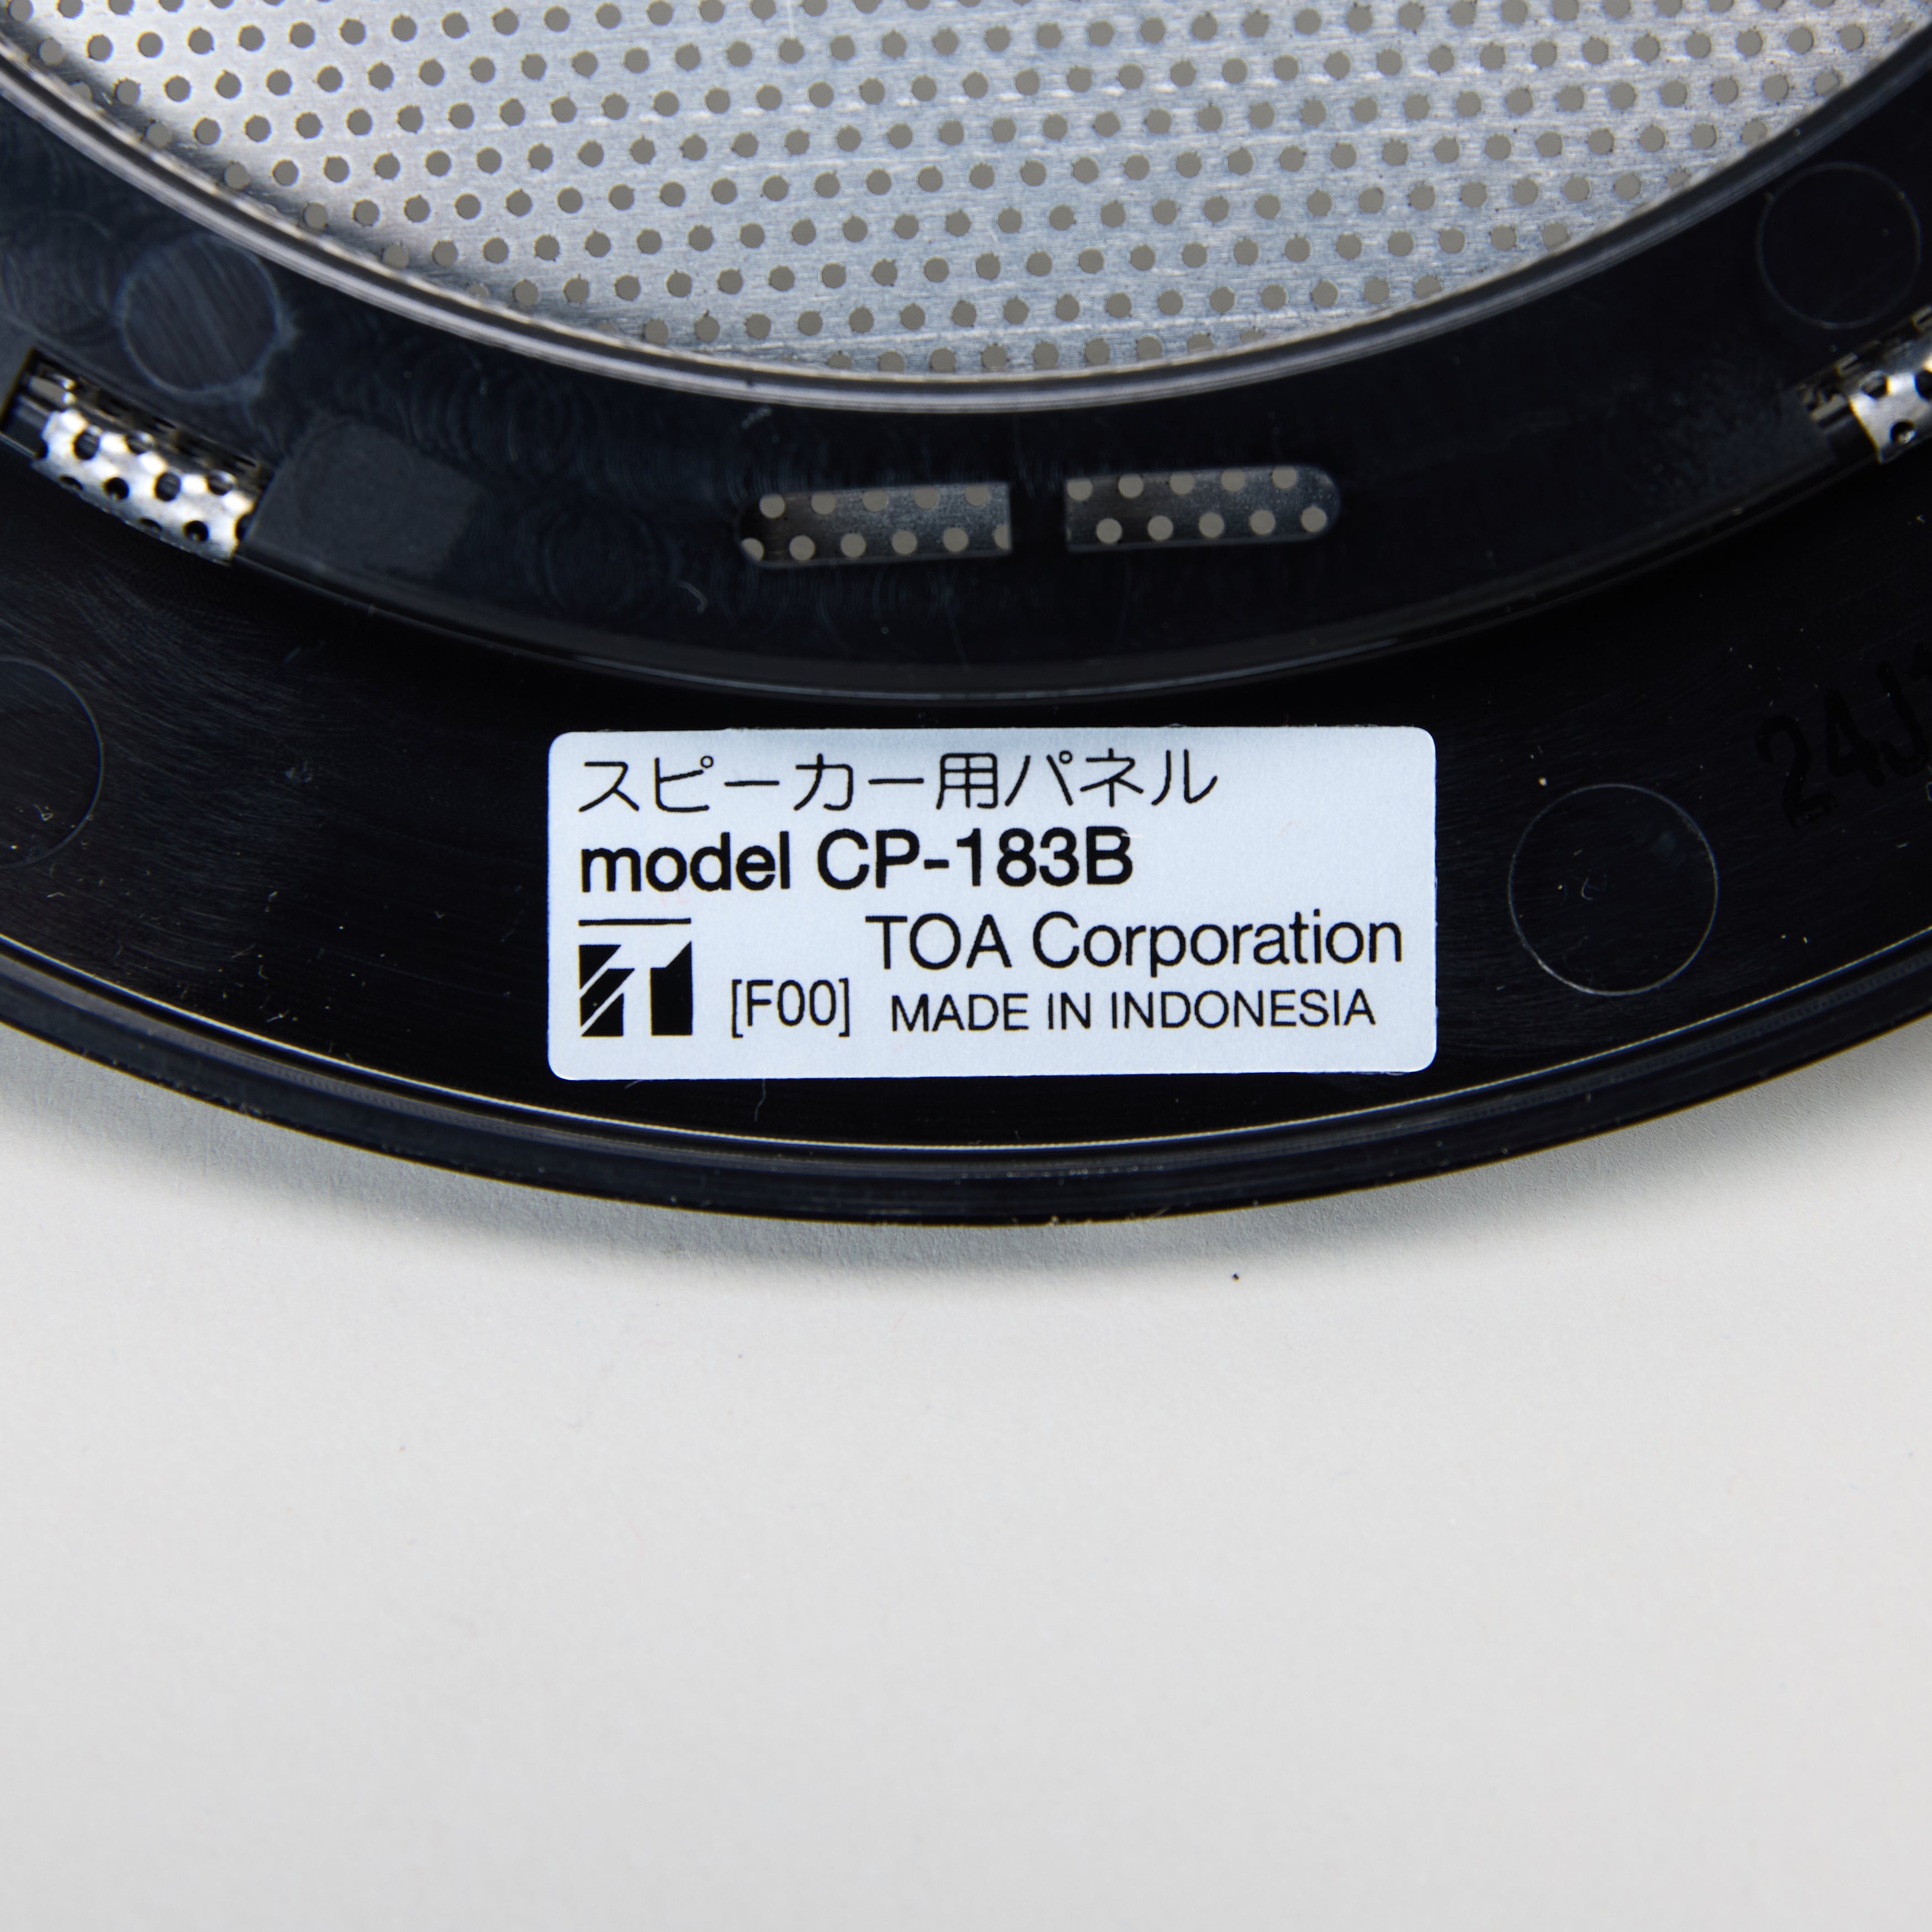 スピーカー用パネル
model CP-183B
TOA Corporation
[F00] MADE IN INDONESIA